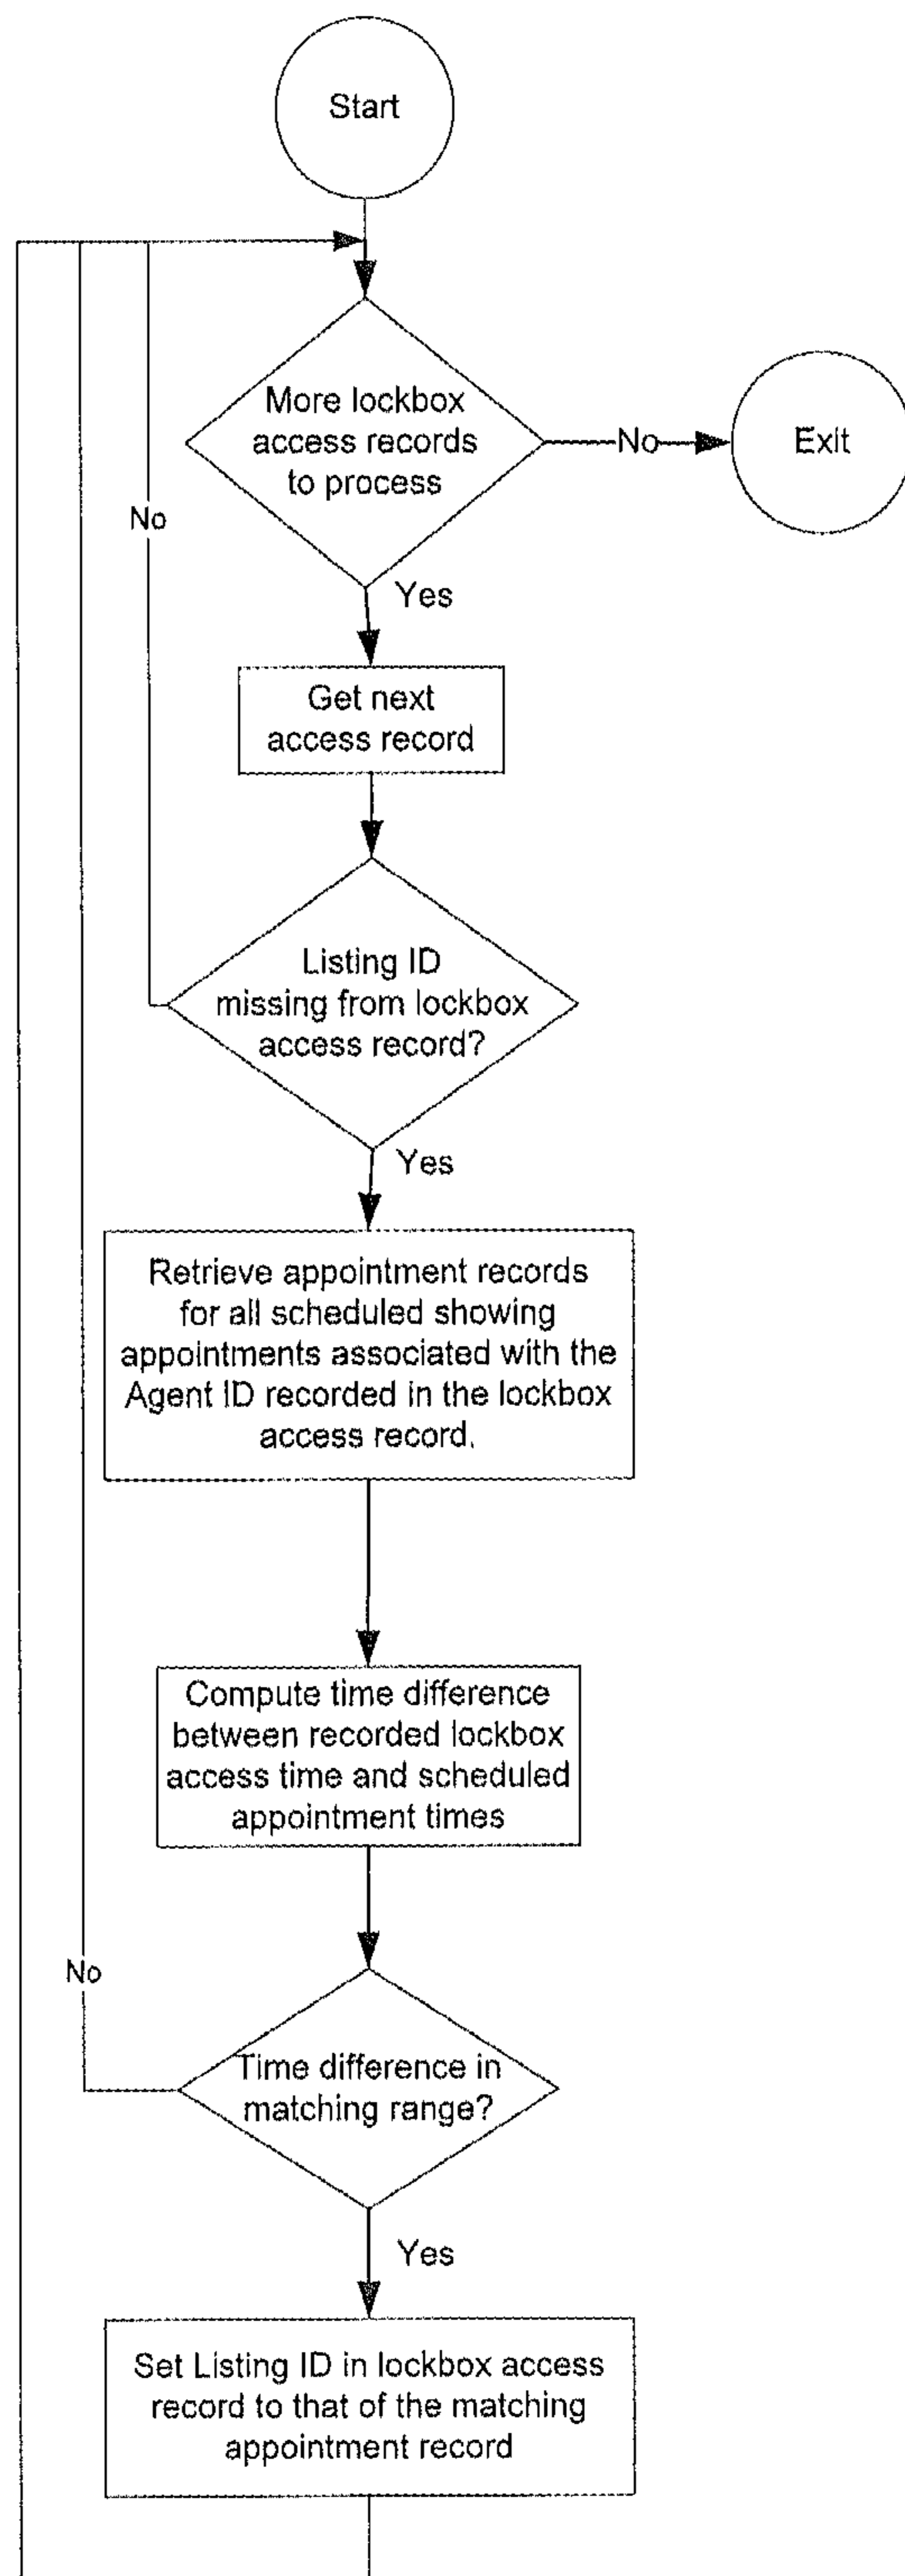 Start
More lockbox
access records
to process
No
Exit
No
Yes
Get next
access record
Listing ID
missing from lockbox
access record?
Yes
Retrieve appointment records
for all scheduled showing
appointments associated with the
Agent ID recorded in the lockbox
access record.
Compute time difference
between recorded lockbox
access time and scheduled
appointment times
No
Time difference in
matching range?
Yes
Set Listing ID in lockbox access
record to that of the matching
appointment record